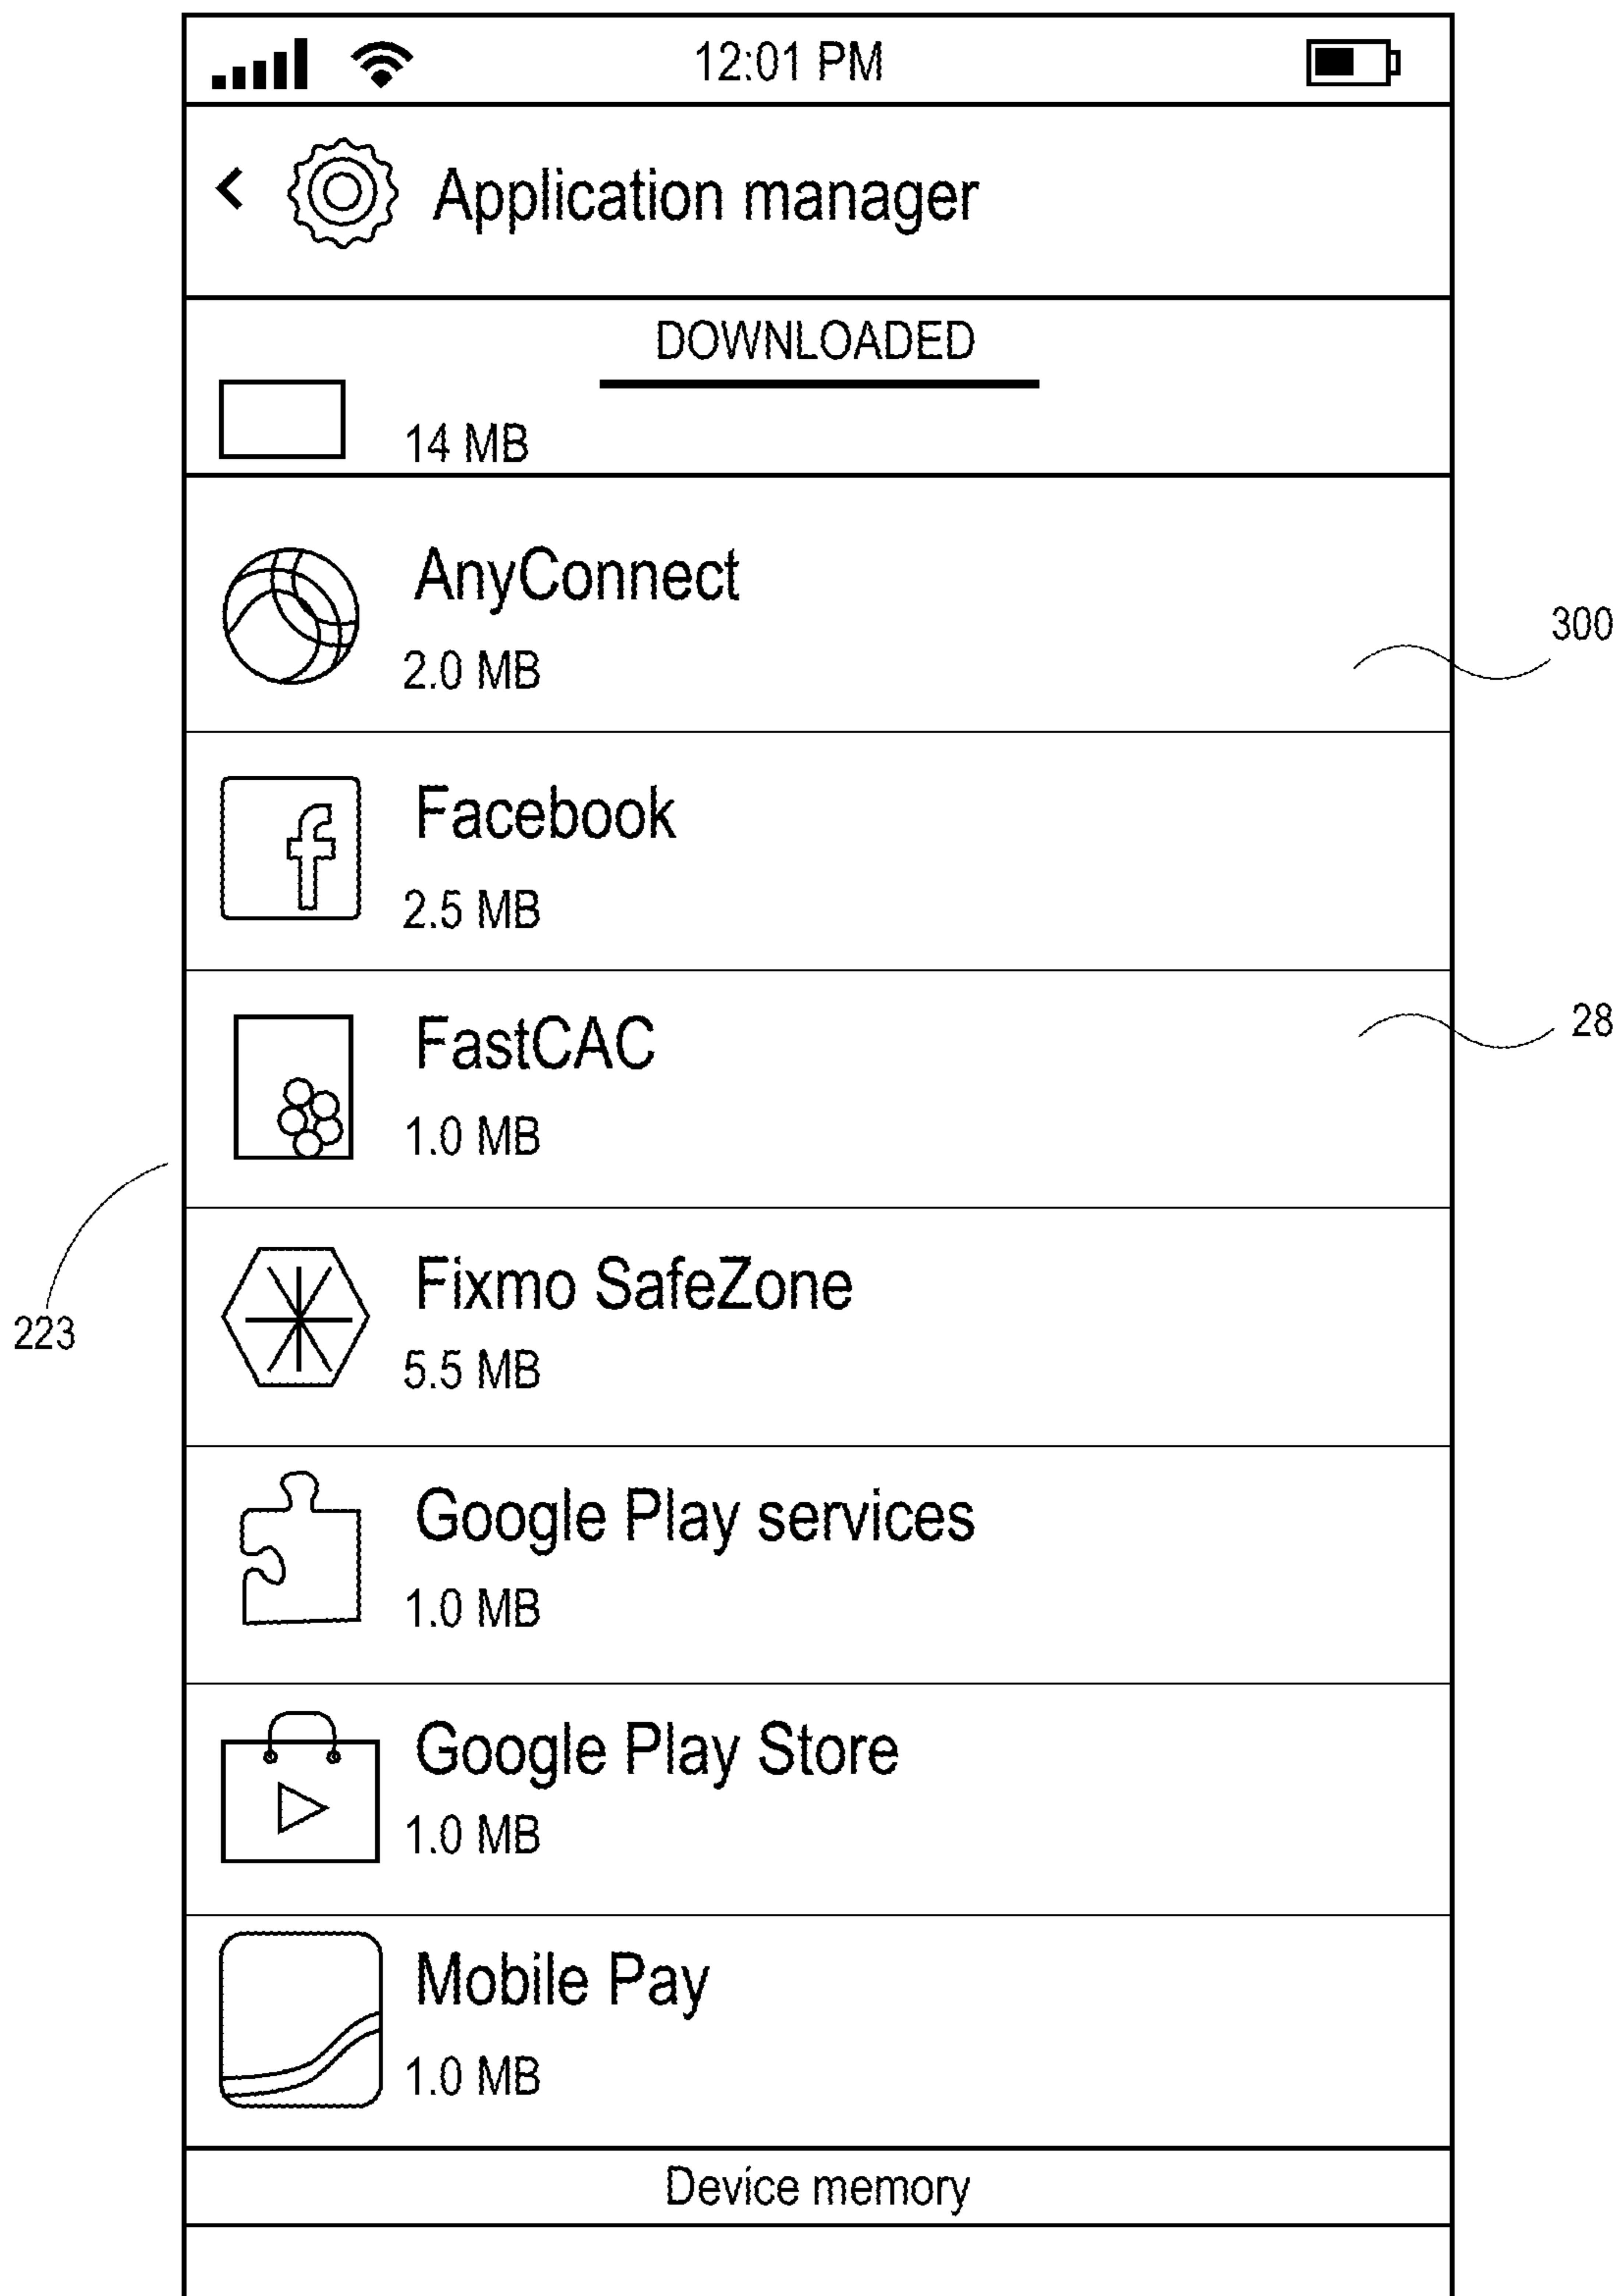 12:01 PM
Application manager
DOWNLOADED
14 MB
AnyConnect
2.0 MB
300
Facebook
2.5 MB
FastCAC
28
1.0 MB
Fixmo SafeZone
223
5.5 MB
Google Play services
1.0 MB
Google Play Store
1.0 MB
Mobile Pay
1.0 MB
Device memory